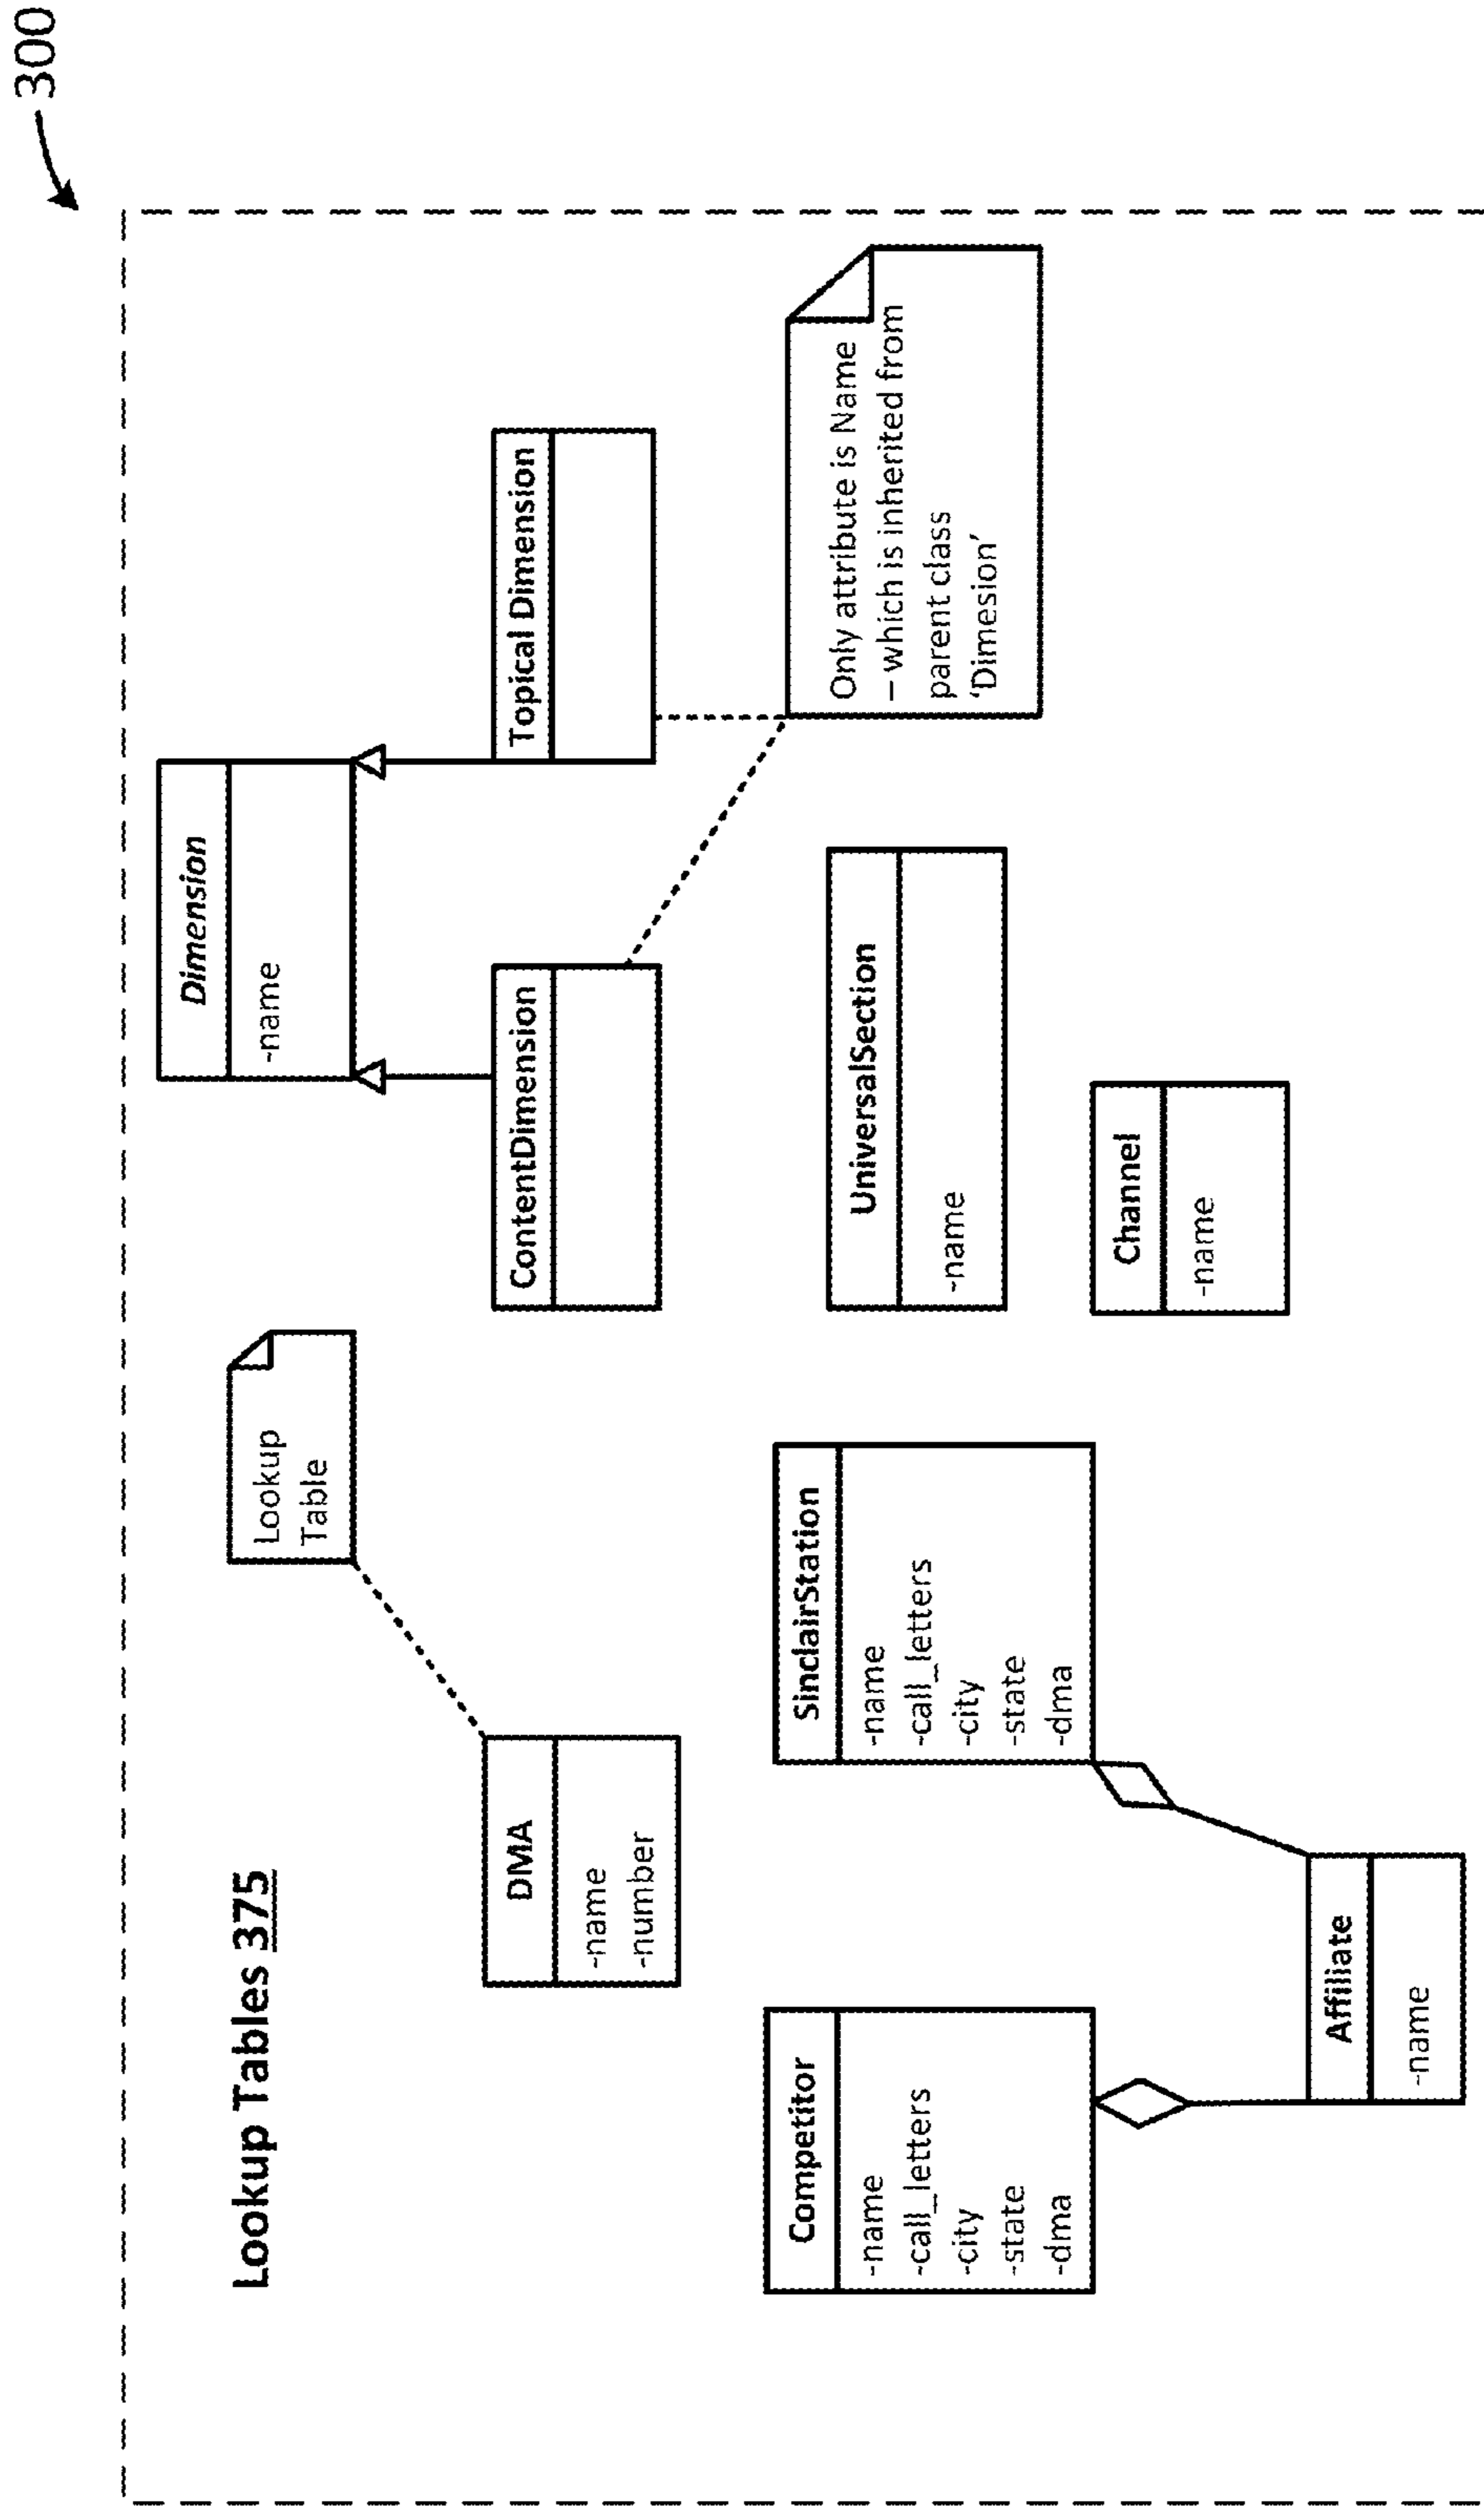 300
Lookup Tables 375
Lookup
Table
Dimension
-name
DMA
-name
-number
ContentDimension
Topical Dimension
Competitor
-name
-call_letters
-city
-state
-dma
SinclairStation
-name
-call_letters
-city
-state
-dma
UniversalSection
-name
Only attribute is Name
– which is inherited from
parent class
‘Dimesion’
Channel
-name
Affiliate
-name